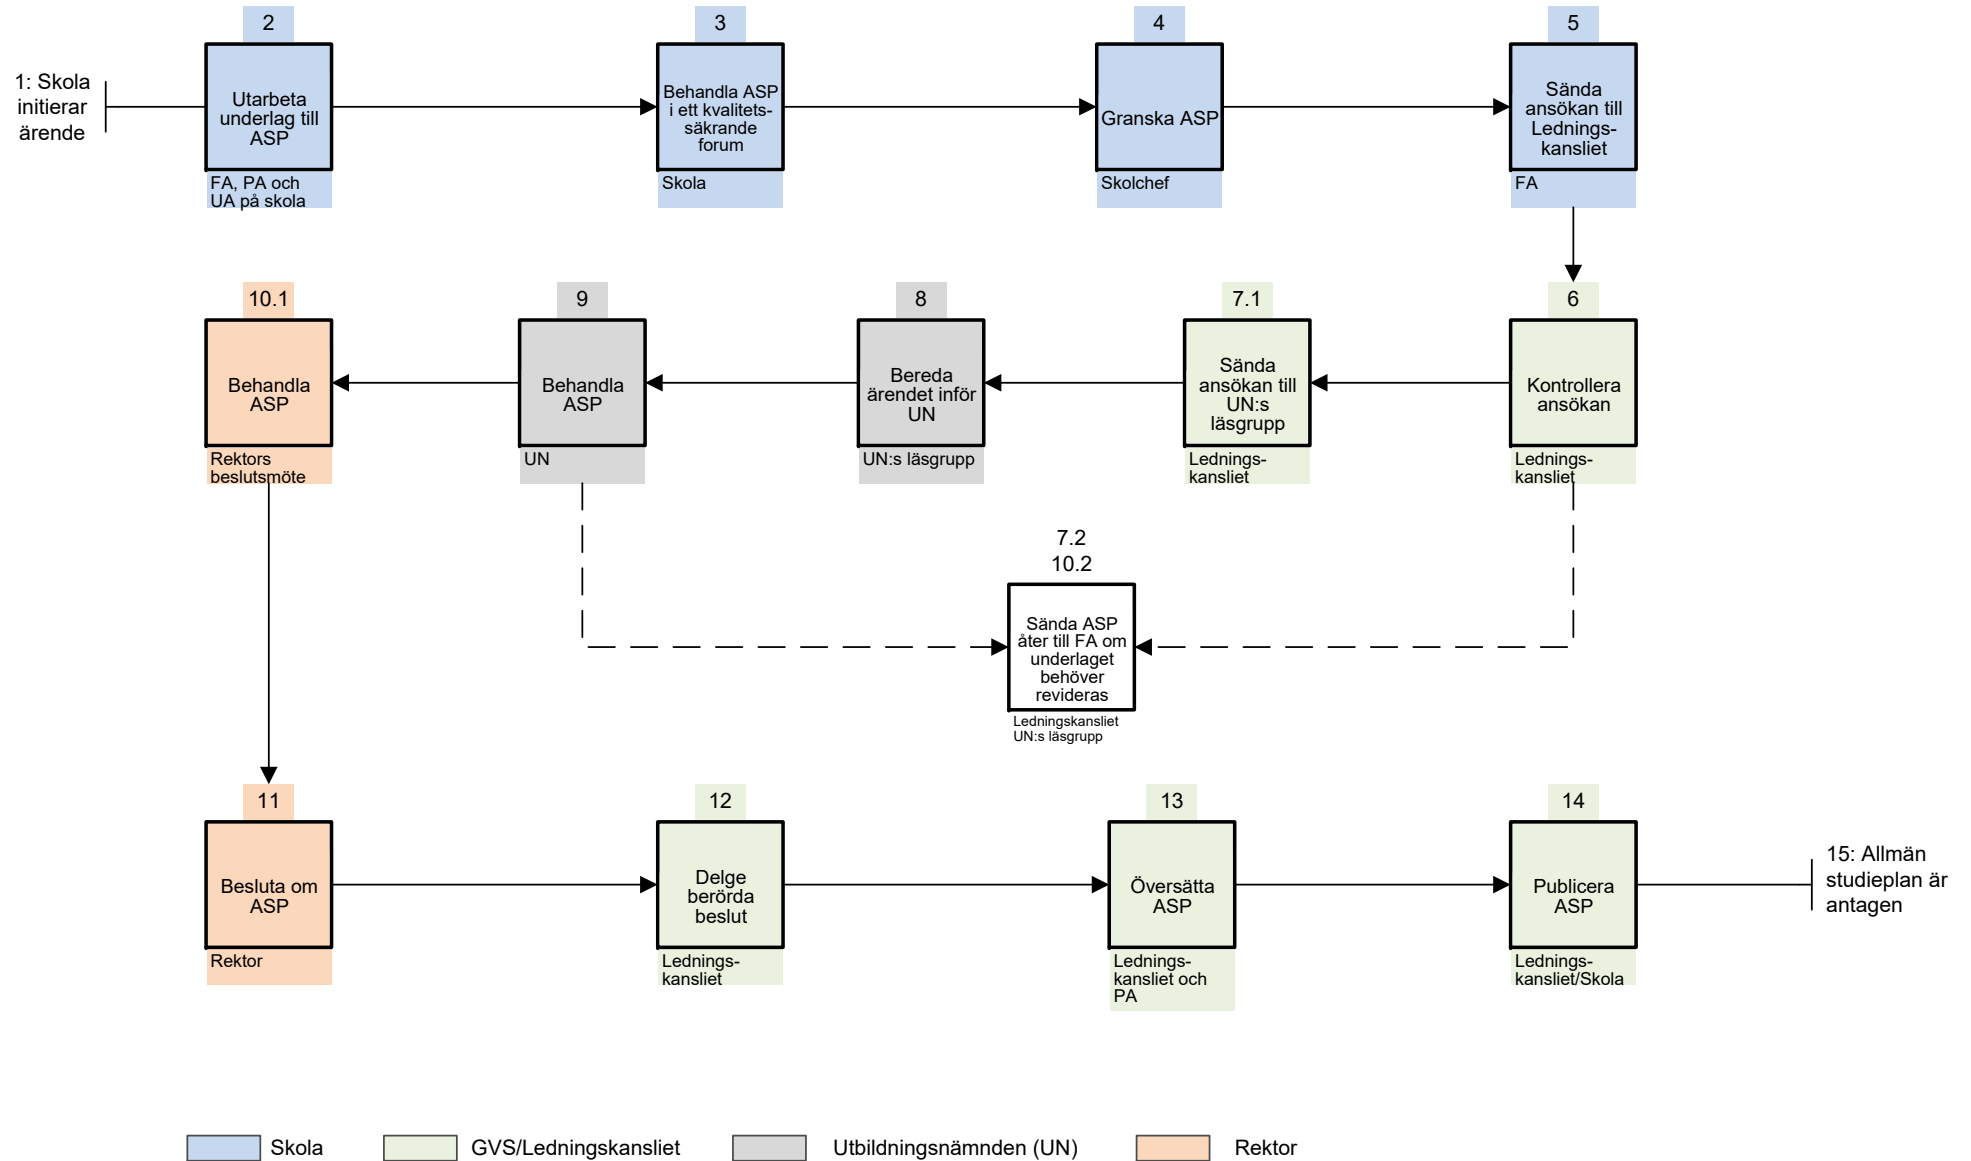 1: Skola
initierar
ärende
2
Utarbeta
underlag till
ASP
FA, PA och
UA på skola
3
Behandla ASP
i ett kvalitets-
säkrande
forum
Skola
4
Granska ASP
Skolchef
5
Sända
ansökan till
Lednings-
kansliet
FA
10.1
Behandla
ASP
Rektors
beslutsmöte
9
Behandla
ASP
UN
8
Bereda
ärendet inför
UN
UN:s läsgrupp
7.1
Sända
ansökan till
UN:s
läsgrupp
Lednings-
kansliet
6
Kontrollera
ansökan
Lednings-
kansliet
7.2
10.2
Sända ASP
åter till FA om
underlaget
behöver
revideras
Ledningskansliet
UN:s läsgrupp
11
Besluta om
ASP
Rektor
12
Delge
berörda
beslut
Lednings-
kansliet
13
Översätta
ASP
Lednings-
kansliet och
PA
14
Publicera
ASP
Lednings-
kansliet/Skola
15: Allmän
studieplan är
antagen
Skola
GVS/Ledningskansliet
Utbildningsnämnden (UN)
Rektor